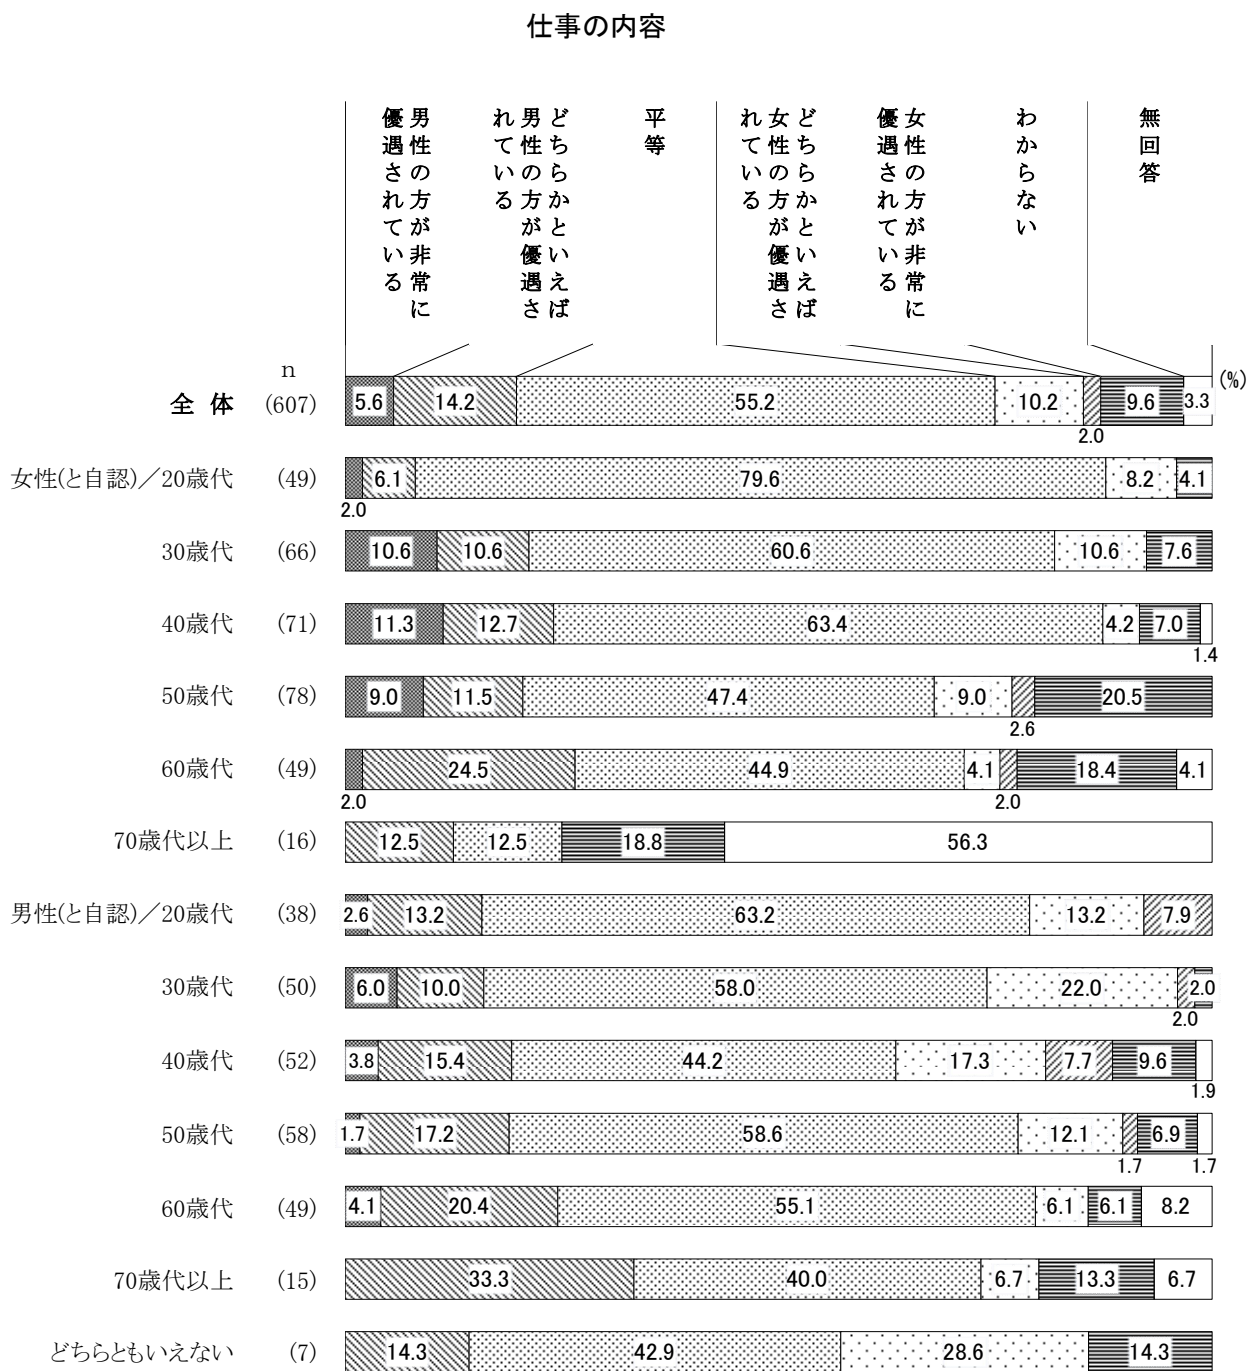 仕事の内容
男性の方が非常に
優遇されている
どちらかといえば
男性の方が優遇さ
れている
平等
どちらかといえば
女性の方が優遇さ
れている
女性の方が非常に
優遇されている
わからない
無回答
n
(%)
全 体 (607) 5.6 14.2 55.2 10.2 9.6 3.3
2.0
女性(と自認)／20歳代 (49) 6.1 79.6 8.2 4.1
2.0
30歳代 (66) 10.6 10.6 60.6 10.6 7.6
40歳代 (71) 11.3 12.7 63.4 4.2 7.0
1.4
50歳代 (78) 9.0 11.5 47.4 9.0 20.5
2.6
60歳代 (49) 24.5 44.9 4.1 18.4 4.1
2.0 2.0
70歳代以上 (16) 12.5 12.5 18.8 56.3
男性(と自認)／20歳代 (38) 2.6 13.2 63.2 13.2 7.9
30歳代 (50) 6.0 10.0 58.0 22.0 2.0
2.0
40歳代 (52) 3.8 15.4 44.2 17.3 7.7 9.6
1.9
50歳代 (58) 1.7 17.2 58.6 12.1 6.9
1.7 1.7
60歳代 (49) 4.1 20.4 55.1 6.1 6.1 8.2
70歳代以上 (15) 33.3 40.0 6.7 13.3 6.7
どちらともいえない (7) 14.3 42.9 28.6 14.3